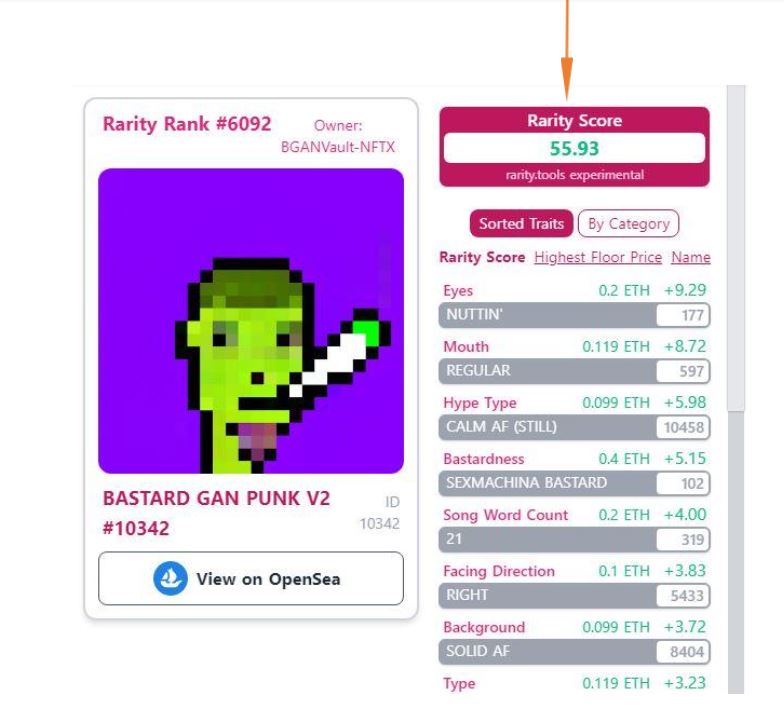 Rarity Rank #6092
Owner:
BGANVault-NFTX
BASTARD GAN PUNK V2
#10342
ID
10342
View on OpenSea
Rarity Score
55.93
rarity.tools experimental
Sorted Traits By Category
Rarity Score Highest Floor Price Name
Eyes 0.2 ETH +9.29
NUTTIN' 177
Mouth 0.119 ETH +8.72
REGULAR 597
Hype Type 0.099 ETH +5.98
CALM AF (STILL) 10458
Bastardness 0.4 ETH +5.15
SEXMACHINA BASTARD 102
Song Word Count 0.2 ETH +4.00
21 319
Facing Direction 0.1 ETH +3.83
RIGHT 5433
Background 0.099 ETH +3.72
SOLID AF 8404
Type 0.119 ETH +3.23